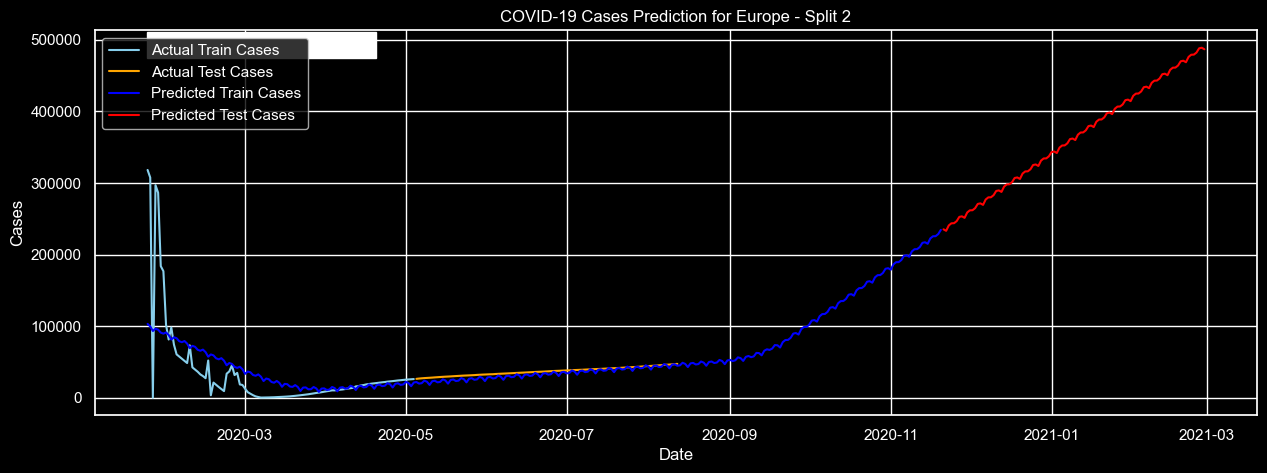 COVID-19 Cases Prediction for Europe - Split 2
500000
400000
300000
200000
100000
0
Cases
Actual Train Cases
Actual Test Cases
Predicted Train Cases
Predicted Test Cases
2020-03
2020-05
2020-07
2020-09
2020-11
2021-01
2021-03
Date